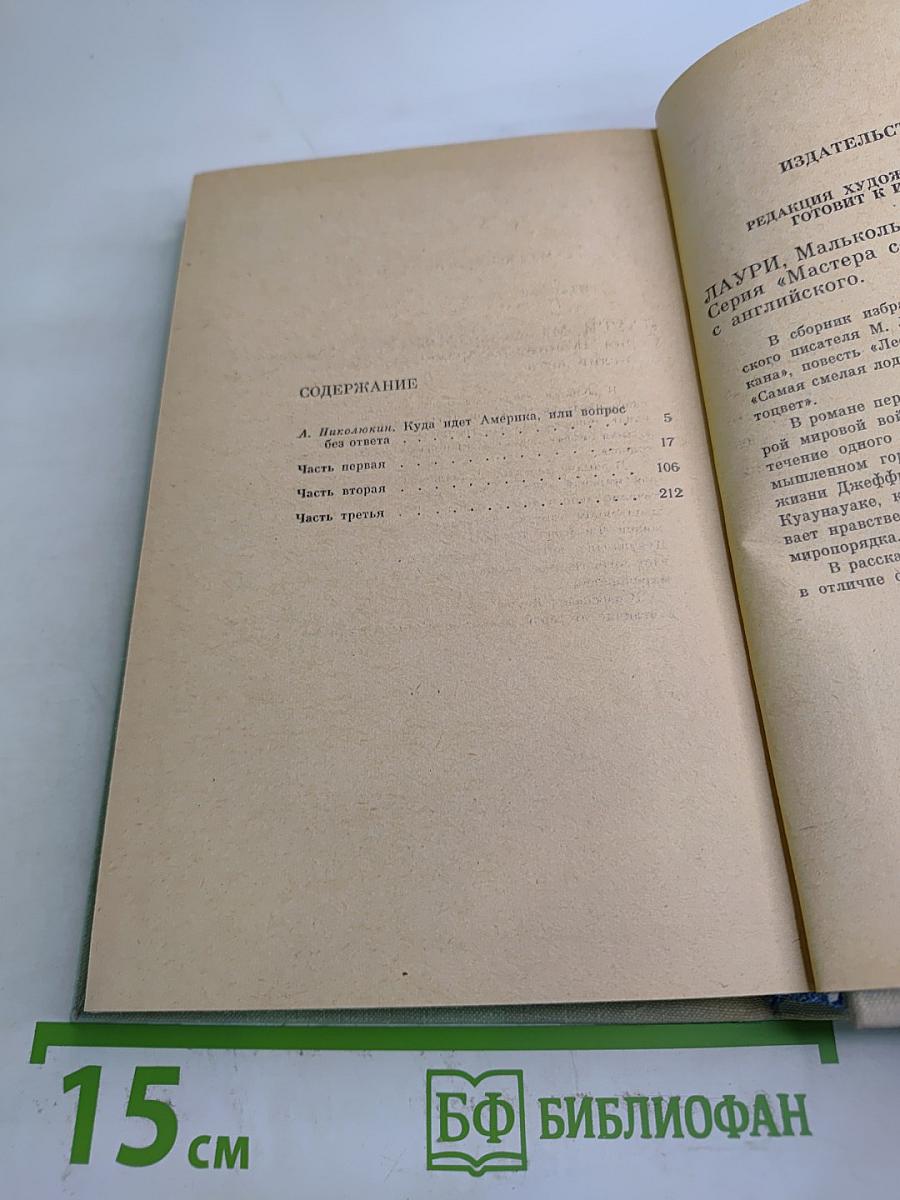 СОДЕРЖАНИЕ
А. Николюкин. Куда идет Америка, или вопрос
без ответа . . . . . . . . . . . . . . 5
Часть первая . . . . . . . . . . . . . . 17
Часть вторая . . . . . . . . . . . . . . 106
Часть третья . . . . . . . . . . . . . . 212
ИЗДАТЕЛЬСТ
РЕДАКЦИЯ ХУДОЖ
ГОТОВИТ К И
ЛАУРИ, Малькольм
Серия «Мастера с
с английского.
В сборник избра
ского писателя М.
кана», повесть «Лес
«Самая смелая лод
тоцвет».
В романе пер
рой мировой вой
течение одного
мышленном гор
жизни Джеффр
Куаунауаке, к
вает нравстве
миропорядка.
В расска
в отличие о
15 см
БФ БИБЛИОФАН